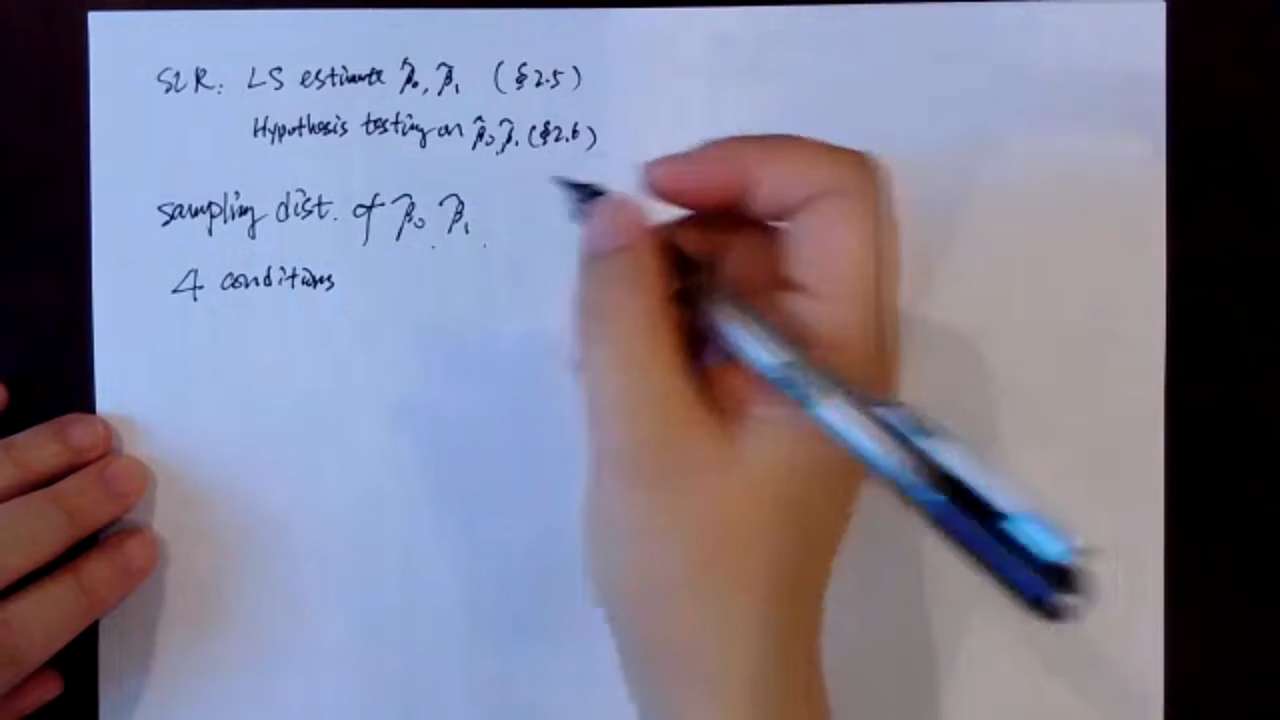 SLR: LS estimate β̂₀, β̂₁ (§2.5)
Hypothesis testing on β̂₀, β̂₁ (§2.6)
sampling dist. of β̂₀, β̂₁.
4 conditions